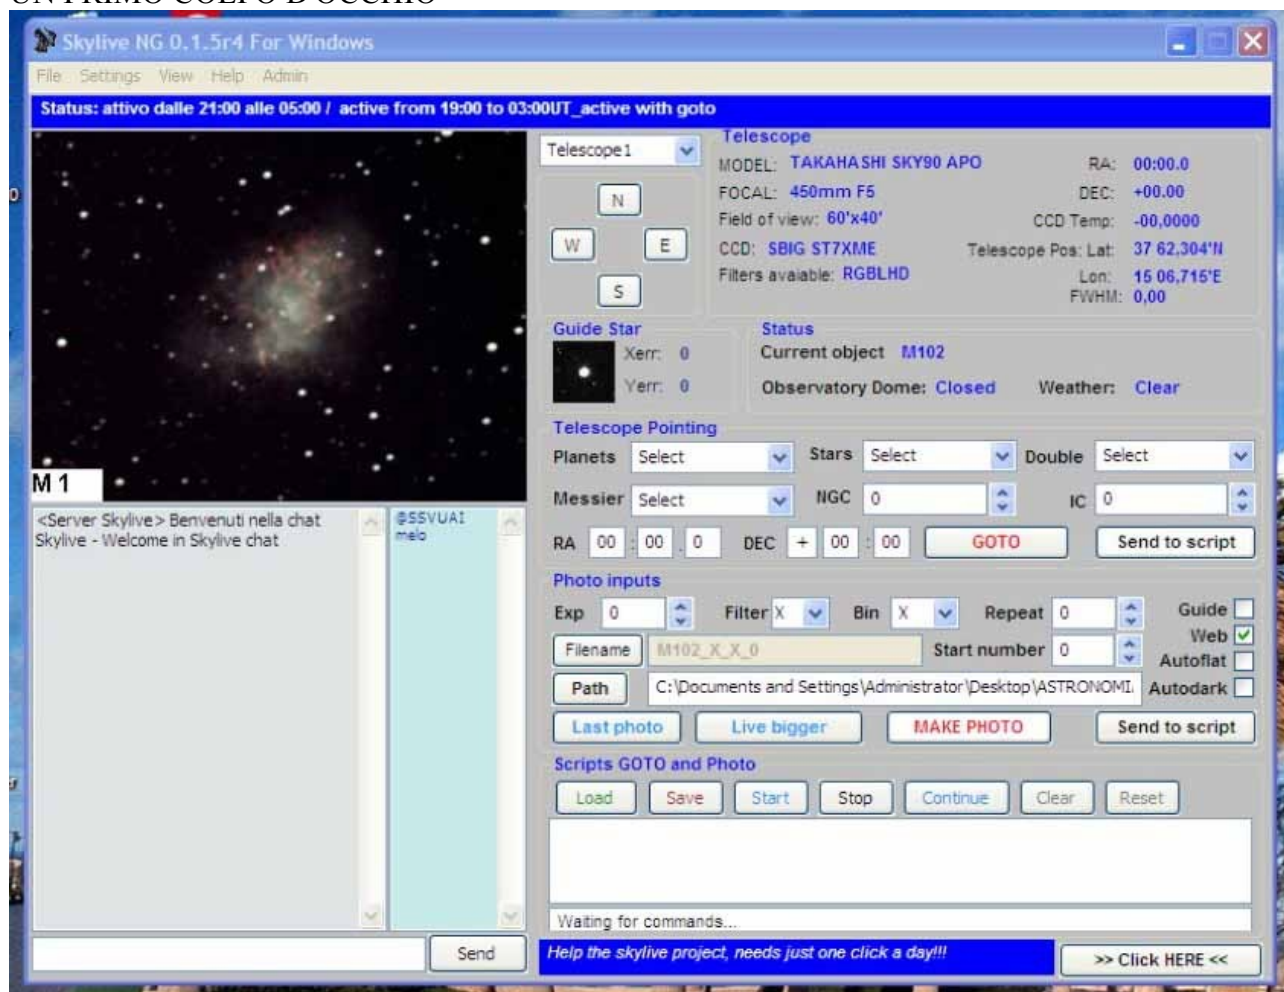 UN PRIMO COLPO D'OCCHIO
Skylive NG 0.1.5r4 For Windows
File Settings View Help Admin
Status: attivo dalle 21:00 alle 05:00 / active from 19:00 to 03:00UT_active with goto
M 1
<Server Skylive> Benvenuti nella chat
Skylive - Welcome in Skylive chat
@SSVUAI
melo
Send
Telescope1
N
W E
S
Telescope
MODEL: TAKAHASHI SKY90 APO RA: 00:00.0
FOCAL: 450mm F5 DEC: +00.00
Field of view: 60'x40' CCD Temp: -00,0000
CCD: SBIG ST7XME Telescope Pos: Lat: 37 62,304'N
Filters avaiable: RGBLHD Lon: 15 06,715'E
FWHM: 0,00
Guide Star
Xerr: 0
Yerr: 0
Status
Current object M102
Observatory Dome: Closed Weather: Clear
Telescope Pointing
Planets Select Stars Select Double Select
Messier Select NGC 0 IC 0
RA 00 : 00 . 0 DEC + 00 : 00 GOTO Send to script
Photo inputs
Exp 0 Filter X Bin X Repeat 0 Guide
Web
Filename M102_X_X_0 Start number 0 Autoflat
Path C:\Documents and Settings\Administrator\Desktop\ASTRONOMI. Autodark
Last photo Live bigger MAKE PHOTO Send to script
Scripts GOTO and Photo
Load Save Start Stop Continue Clear Reset
Waiting for commands...
Help the skylive project, needs just one click a day!!!
>> Click HERE <<